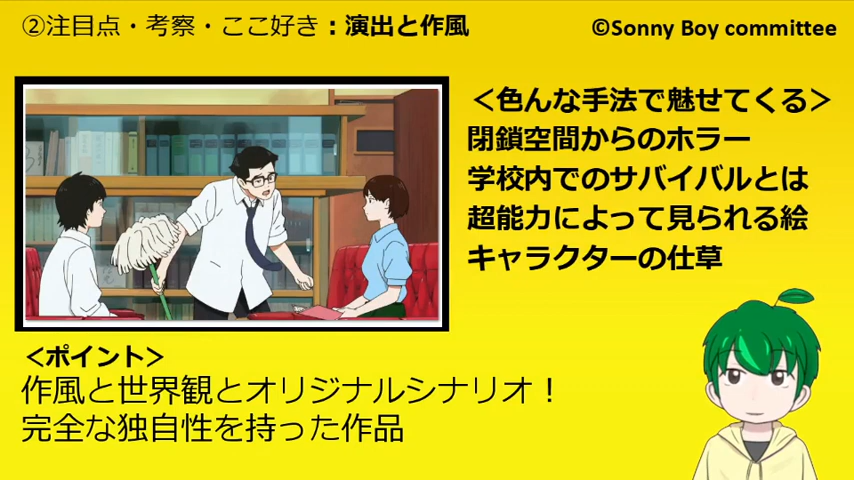 ②注目点・考察・ここ好き：演出と作風
©Sonny Boy committee
＜色んな手法で魅せてくる＞
閉鎖空間からのホラー
学校内でのサバイバルとは
超能力によって見られる絵
キャラクターの仕草
＜ポイント＞
作風と世界観とオリジナルシナリオ！
完全な独自性を持った作品